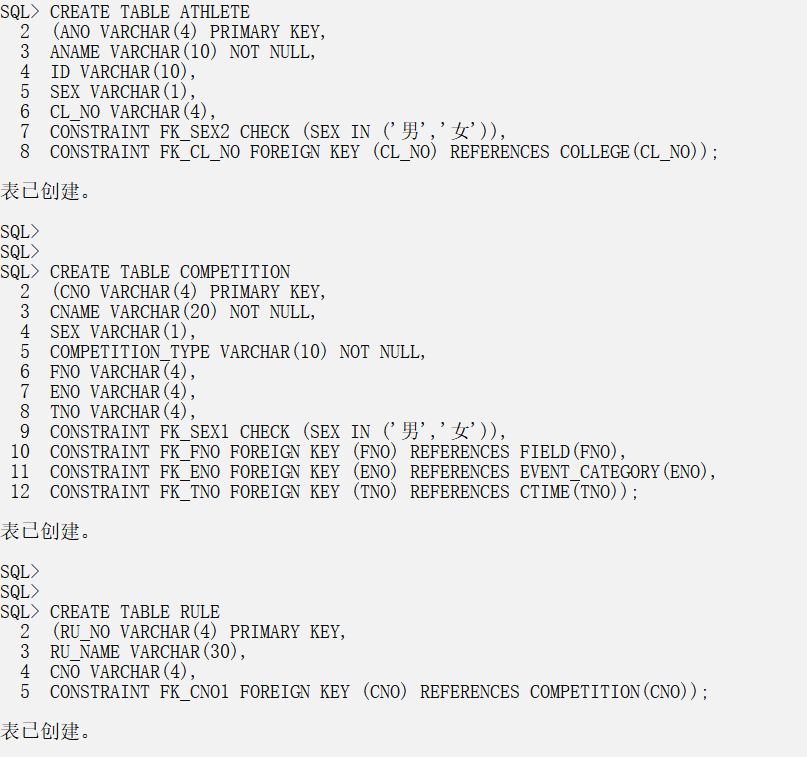 SQL> CREATE TABLE ATHLETE
2 (ANO VARCHAR(4) PRIMARY KEY,
3 ANAME VARCHAR(10) NOT NULL,
4 ID VARCHAR(10),
5 SEX VARCHAR(1),
6 CL_NO VARCHAR(4),
7 CONSTRAINT FK_SEX2 CHECK (SEX IN ('男','女')),
8 CONSTRAINT FK_CL_NO FOREIGN KEY (CL_NO) REFERENCES COLLEGE(CL_NO));
表已创建。
SQL>
SQL>
SQL> CREATE TABLE COMPETITION
2 (CNO VARCHAR(4) PRIMARY KEY,
3 CNAME VARCHAR(20) NOT NULL,
4 SEX VARCHAR(1),
5 COMPETITION_TYPE VARCHAR(10) NOT NULL,
6 FNO VARCHAR(4),
7 ENO VARCHAR(4),
8 TNO VARCHAR(4),
9 CONSTRAINT FK_SEX1 CHECK (SEX IN ('男','女')),
10 CONSTRAINT FK_FNO FOREIGN KEY (FNO) REFERENCES FIELD(FNO),
11 CONSTRAINT FK_ENO FOREIGN KEY (ENO) REFERENCES EVENT_CATEGORY(ENO),
12 CONSTRAINT FK_TNO FOREIGN KEY (TNO) REFERENCES CTIME(TNO));
表已创建。
SQL>
SQL>
SQL> CREATE TABLE RULE
2 (RU_NO VARCHAR(4) PRIMARY KEY,
3 RU_NAME VARCHAR(30),
4 CNO VARCHAR(4),
5 CONSTRAINT FK_CNO1 FOREIGN KEY (CNO) REFERENCES COMPETITION(CNO));
表已创建。